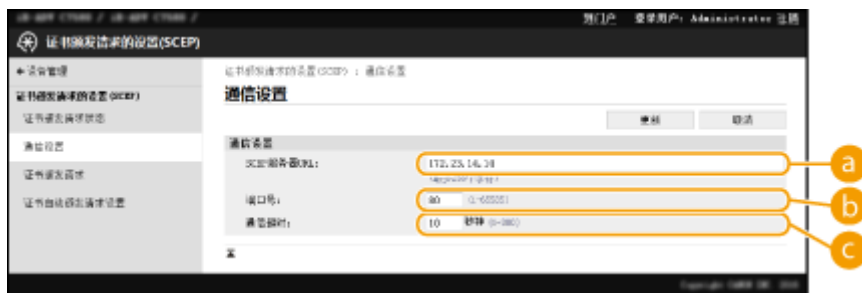 到门户 登录用户: Administrator 注销
证书颁发请求的设置(SCEP)
设备管理
证书颁发请求的设置(SCEP) : 通信设置
证书颁发请求的设置(SCEP)
通信设置
证书颁发请求状态
更新 取消
通信设置
通信设置
SCEP服务器URL:
172.23.14.14
a
证书颁发请求
端口号:
80 (1-65535)
b
证书自动颁发请求设置
通信超时:
10 秒钟 (0-300)
c